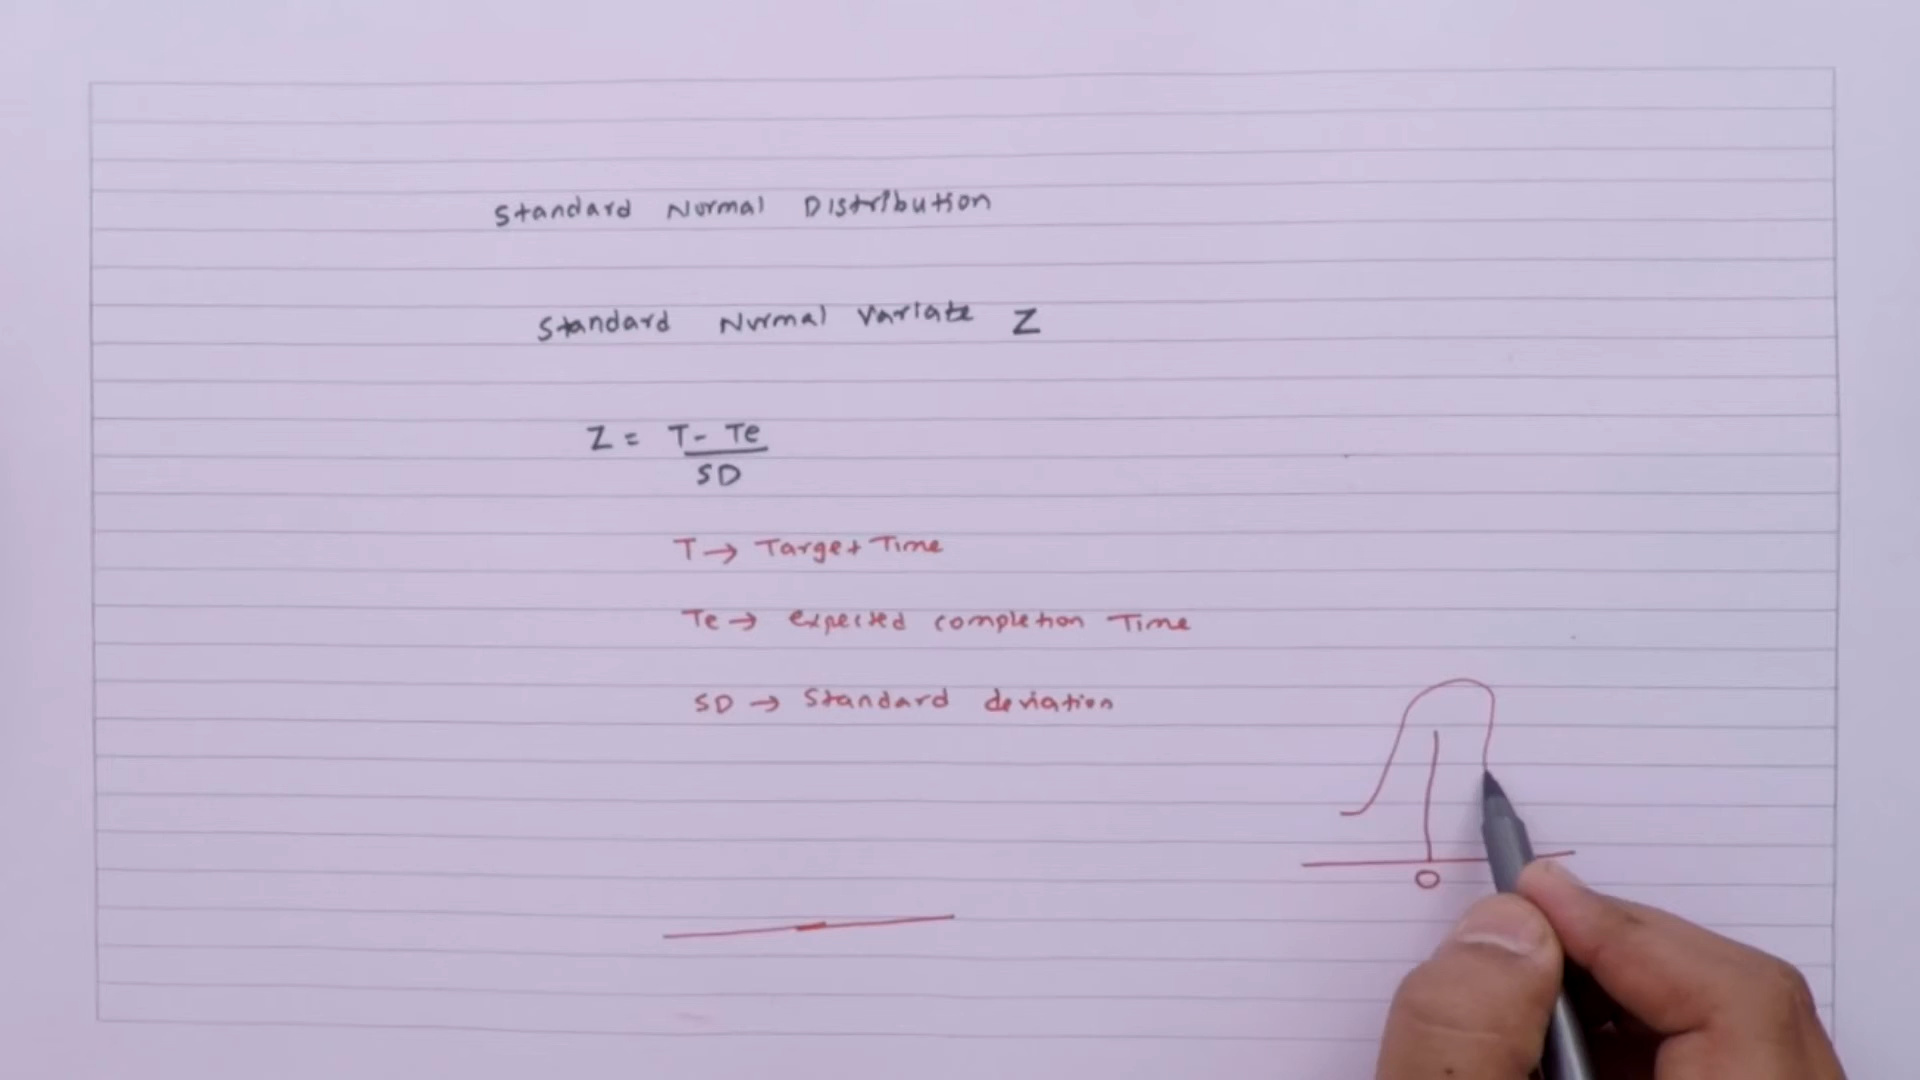 Standard Normal Distribution
Standard Normal Variate Z
Z = T - Te
SD
T → Target Time
Te → expected completion Time
SD → Standard deviation
0